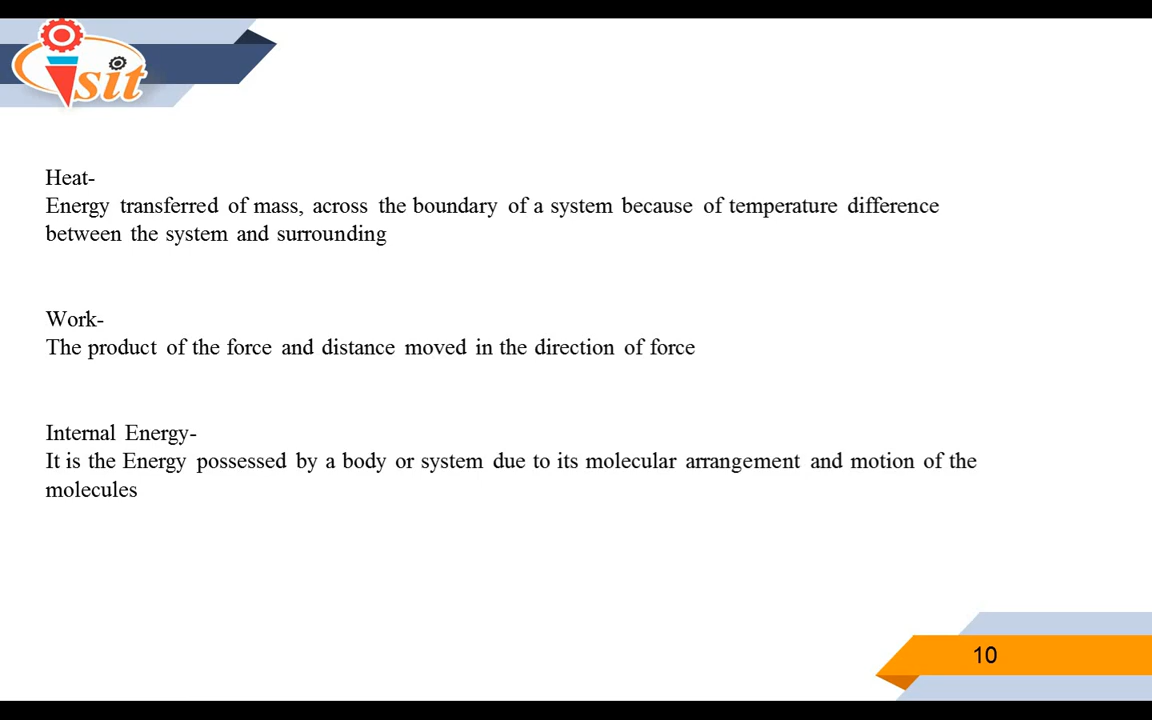 isit
Heat-
Energy transferred of mass, across the boundary of a system because of temperature difference
between the system and surrounding
Work-
The product of the force and distance moved in the direction of force
Internal Energy-
It is the Energy possessed by a body or system due to its molecular arrangement and motion of the
molecules
10